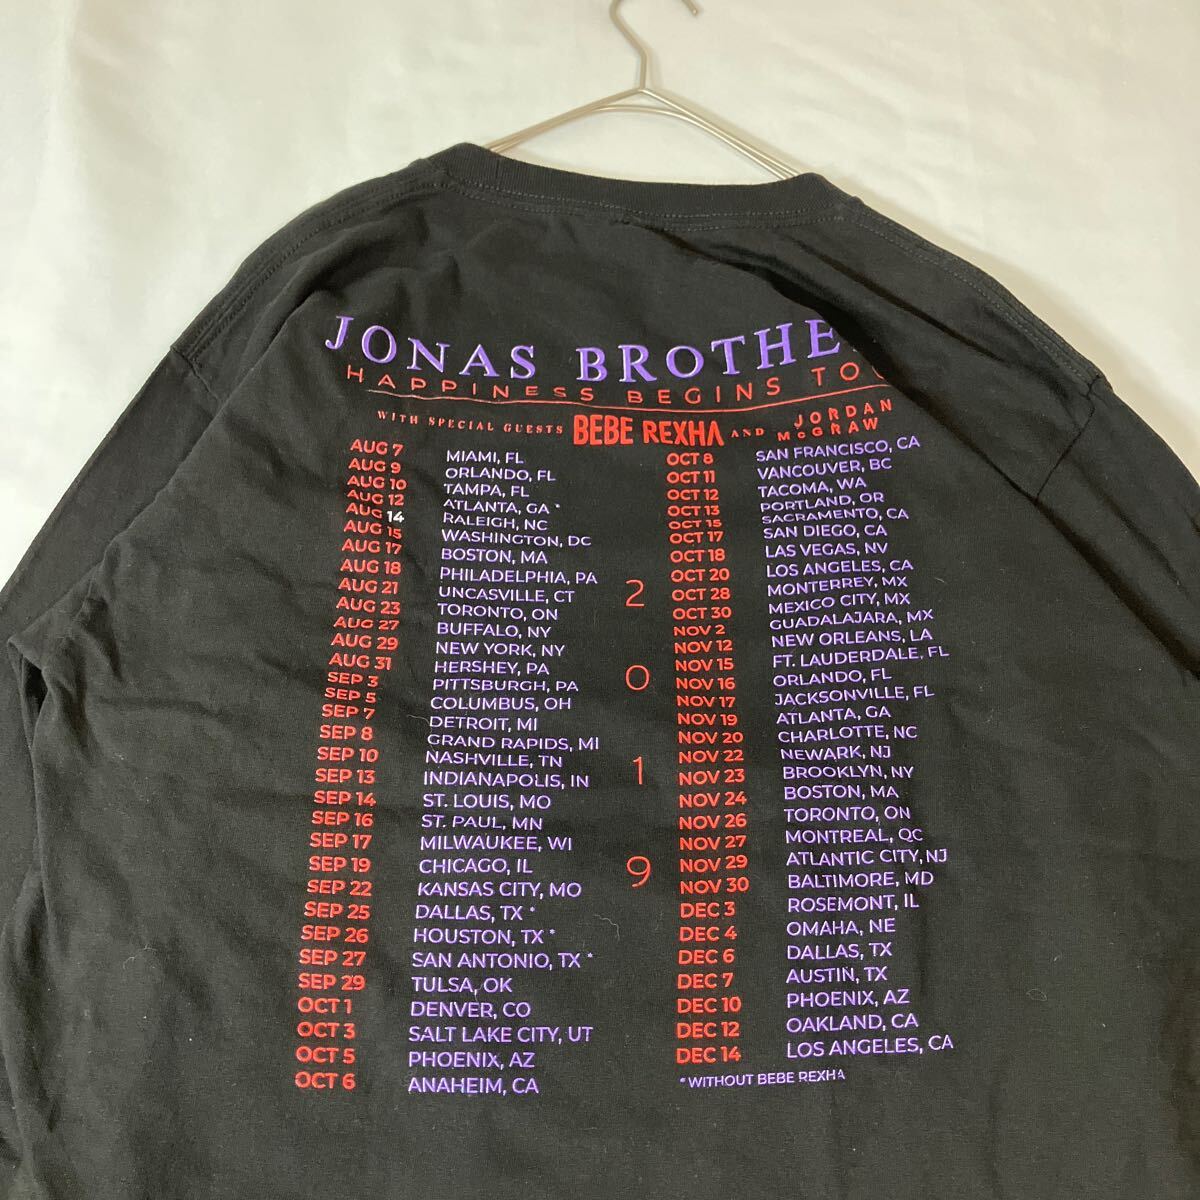 JONAS BROTHE
HAPPINESS BEGINS TOU
WITH SPECIAL GUESTS BEBE REXHA AND JORDAN McGRAW
AUG 7 MIAMI, FL
AUG 9 ORLANDO, FL
AUG 10 TAMPA, FL
AUG 12 ATLANTA, GA *
AUG 14 RALEIGH, NC
AUG 15 WASHINGTON, DC
AUG 17 BOSTON, MA
AUG 18 PHILADELPHIA, PA
AUG 21 UNCASVILLE, CT
AUG 23 TORONTO, ON
AUG 27 BUFFALO, NY
AUG 29 NEW YORK, NY
AUG 31 HERSHEY, PA
SEP 3 PITTSBURGH, PA
SEP 5 COLUMBUS, OH
SEP 7 DETROIT, MI
SEP 8 GRAND RAPIDS, MI
SEP 10 NASHVILLE, TN
SEP 13 INDIANAPOLIS, IN
SEP 14 ST. LOUIS, MO
SEP 16 ST. PAUL, MN
SEP 17 MILWAUKEE, WI
SEP 19 CHICAGO, IL
SEP 22 KANSAS CITY, MO
SEP 25 DALLAS, TX *
SEP 26 HOUSTON, TX *
SEP 27 SAN ANTONIO, TX *
SEP 29 TULSA, OK
OCT 1 DENVER, CO
OCT 3 SALT LAKE CITY, UT
OCT 5 PHOENIX, AZ
OCT 6 ANAHEIM, CA
2
0
1
9
OCT 8 SAN FRANCISCO, CA
OCT 11 VANCOUVER, BC
OCT 12 TACOMA, WA
OCT 13 PORTLAND, OR
OCT 15 SACRAMENTO, CA
OCT 17 SAN DIEGO, CA
OCT 18 LAS VEGAS, NV
OCT 20 LOS ANGELES, CA
OCT 28 MONTERREY, MX
OCT 30 MEXICO CITY, MX
NOV 2 GUADALAJARA, MX
NOV 12 NEW ORLEANS, LA
NOV 15 FT. LAUDERDALE, FL
NOV 16 ORLANDO, FL
NOV 17 JACKSONVILLE, FL
NOV 19 ATLANTA, GA
NOV 20 CHARLOTTE, NC
NOV 22 NEWARK, NJ
NOV 23 BROOKLYN, NY
NOV 24 BOSTON, MA
NOV 26 TORONTO, ON
NOV 27 MONTREAL, QC
NOV 29 ATLANTIC CITY, NJ
NOV 30 BALTIMORE, MD
DEC 3 ROSEMONT, IL
DEC 4 OMAHA, NE
DEC 6 DALLAS, TX
DEC 7 AUSTIN, TX
DEC 10 PHOENIX, AZ
DEC 12 OAKLAND, CA
DEC 14 LOS ANGELES, CA
*WITHOUT BEBE REXHA